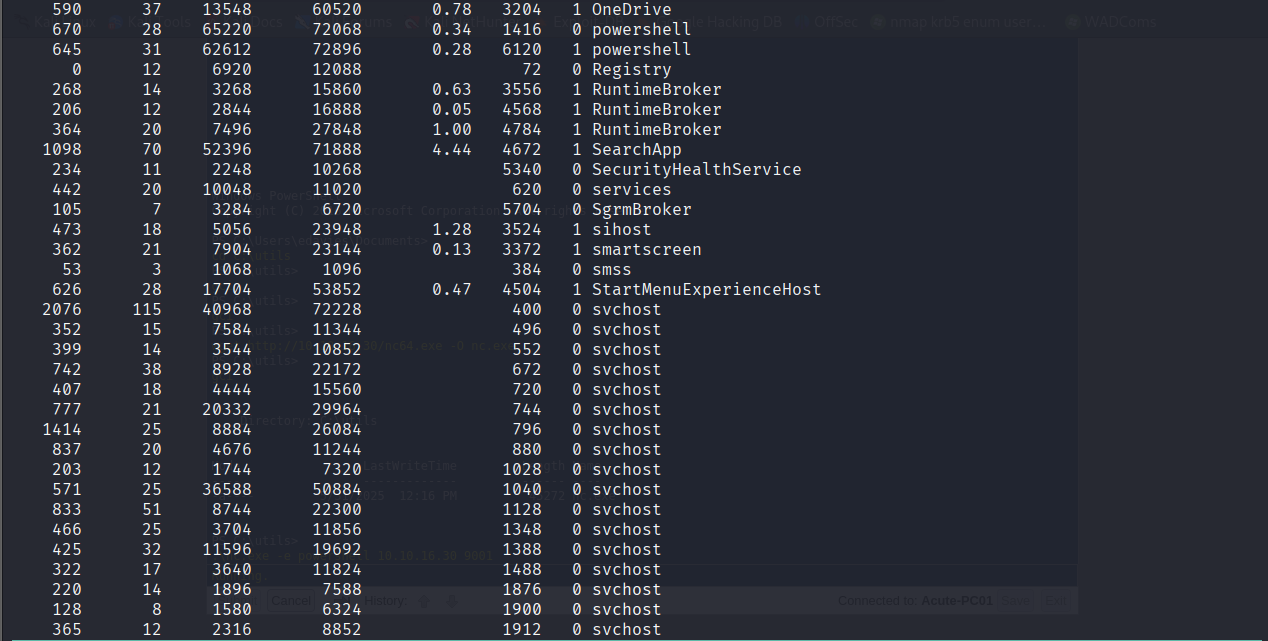 590 37 13548 60520 0.78 3204 1 OneDrive
670 28 65220 72068 0.34 1416 0 powershell
645 31 62612 72896 0.28 6120 1 powershell
0 12 6920 12088 72 0 Registry
268 14 3268 15860 0.63 3556 1 RuntimeBroker
206 12 2844 16888 0.05 4568 1 RuntimeBroker
364 20 7496 27848 1.00 4784 1 RuntimeBroker
1098 70 52396 71888 4.44 4672 1 SearchApp
234 11 2248 10268 5340 0 SecurityHealthService
442 20 10048 11020 620 0 services
105 7 3284 6720 5704 0 SgrmBroker
473 18 5056 23948 1.28 3524 1 sihost
362 21 7904 23144 0.13 3372 1 smartscreen
53 3 1068 1096 384 0 smss
626 28 17704 53852 0.47 4504 1 StartMenuExperienceHost
2076 115 40968 72228 400 0 svchost
352 15 7584 11344 496 0 svchost
399 14 3544 10852 552 0 svchost
742 38 8928 22172 672 0 svchost
407 18 4444 15560 720 0 svchost
777 21 20332 29964 744 0 svchost
1414 25 8884 26084 796 0 svchost
837 20 4676 11244 880 0 svchost
203 12 1744 7320 1028 0 svchost
571 25 36588 50884 1040 0 svchost
833 51 8744 22300 1128 0 svchost
466 25 3704 11856 1348 0 svchost
425 32 11596 19692 1388 0 svchost
322 17 3640 11824 1488 0 svchost
220 14 1896 7588 1876 0 svchost
Cancel History: Connected to: Acute-PC01 Save Exit
128 8 1580 6324 1900 0 svchost
365 12 2316 8852 1912 0 svchost